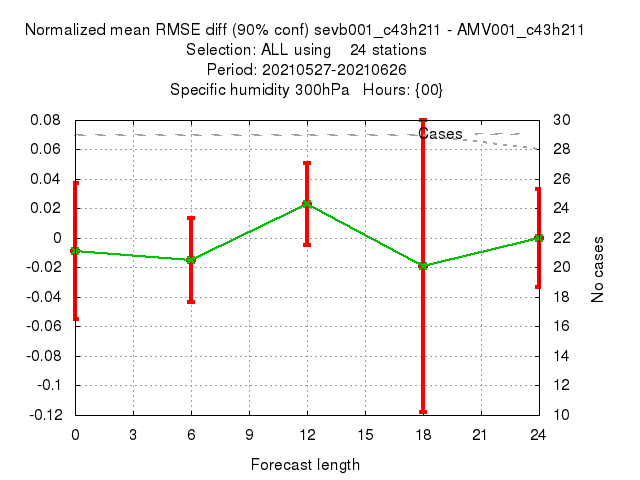 Normalized mean RMSE diff (90% conf) sevb001_c43h211 - AMV001_c43h211
Selection: ALL using    24 stations
Period: 20210527-20210626
Specific humidity 300hPa   Hours: {00}
0.08
0.06
0.04
0.02
0
-0.02
-0.04
-0.06
-0.08
-0.1
-0.12
Cases
30
28
26
24
22
20
18
16
14
12
10
No cases
0 3 6 9 12 15 18 21 24
Forecast length